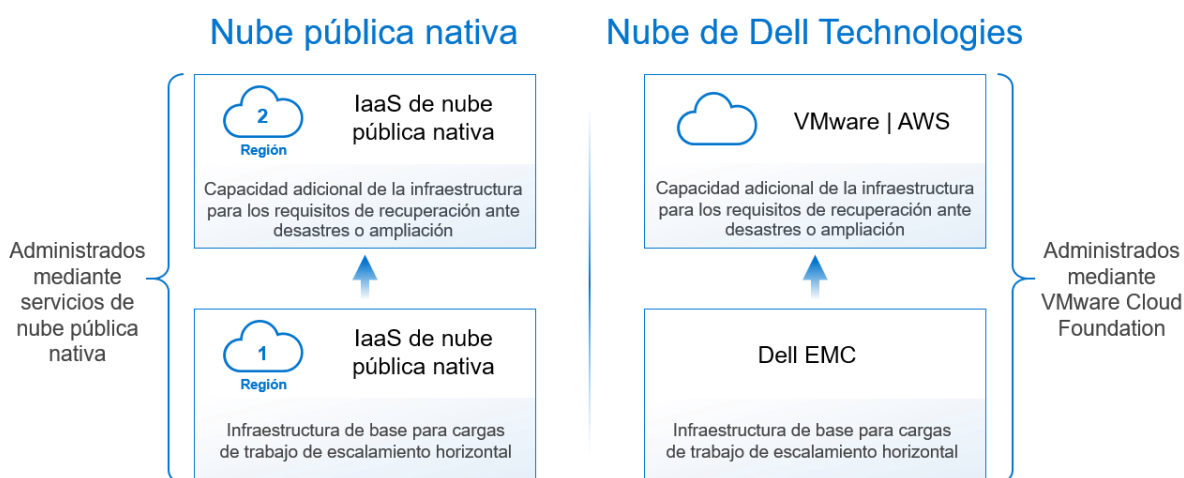 Nube pública nativa
Nube de Dell Technologies
2
Región
IaaS de nube
pública nativa
Capacidad adicional de la infraestructura
para los requisitos de recuperación ante
desastres o ampliación
VMware | AWS
Capacidad adicional de la infraestructura
para los requisitos de recuperación ante
desastres o ampliación
Administrados
mediante
servicios de
nube pública
nativa
Administrados
mediante
VMware Cloud
Foundation
1
Región
IaaS de nube
pública nativa
Infraestructura de base para cargas
de trabajo de escalamiento horizontal
Dell EMC
Infraestructura de base para cargas
de trabajo de escalamiento horizontal